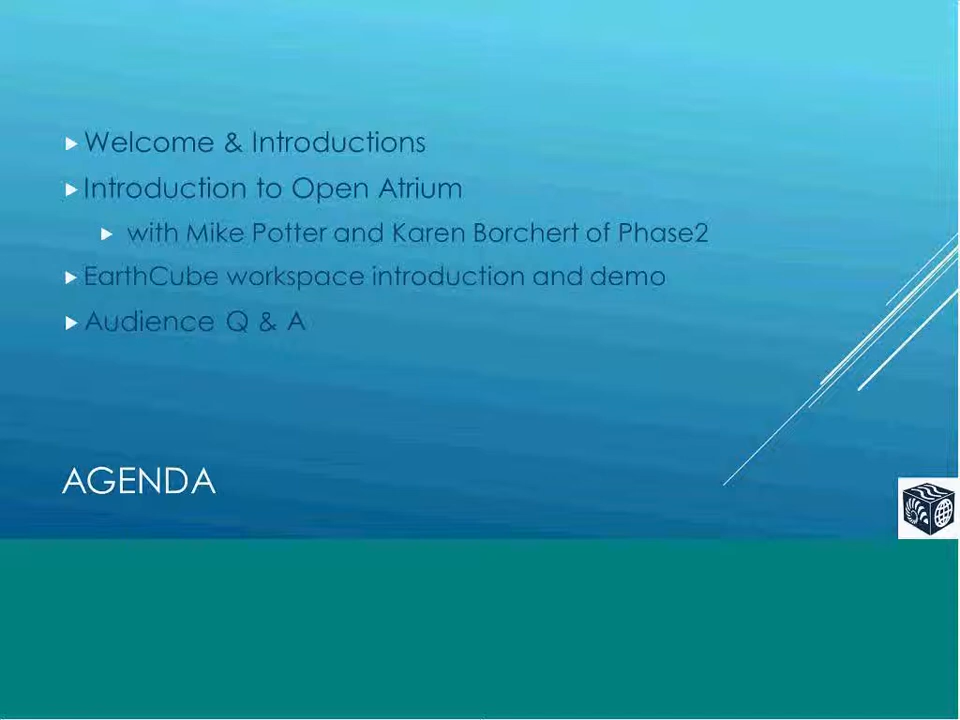 Welcome & Introductions
Introduction to Open Atrium
with Mike Potter and Karen Borchert of Phase2
EarthCube workspace introduction and demo
Audience Q & A
AGENDA